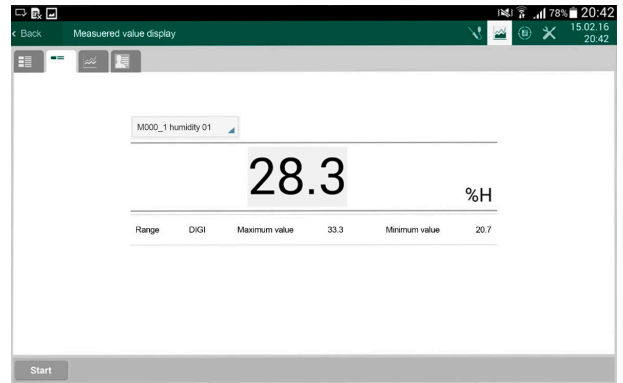 78% 20:42
< Back Measuered value display 15.02.16
20:42
M000_1 humidity 01
28.3
%H
Range DIGI Maximum value 33.3 Minimum value 20.7
Start